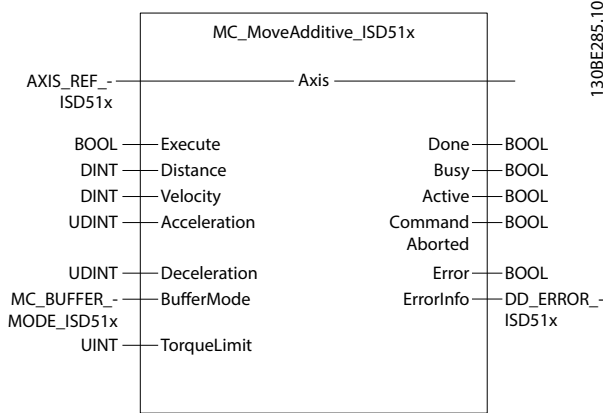 MC_MoveAdditive_ISD51x
130BE285.10
AXIS_REF_-
ISD51x
Axis
BOOL Execute Done BOOL
DINT Distance Busy BOOL
DINT Velocity Active BOOL
UDINT Acceleration Command BOOL
Aborted
UDINT Deceleration Error BOOL
MC_BUFFER_- BufferMode ErrorInfo DD_ERROR_-
MODE_ISD51x ISD51x
UINT TorqueLimit